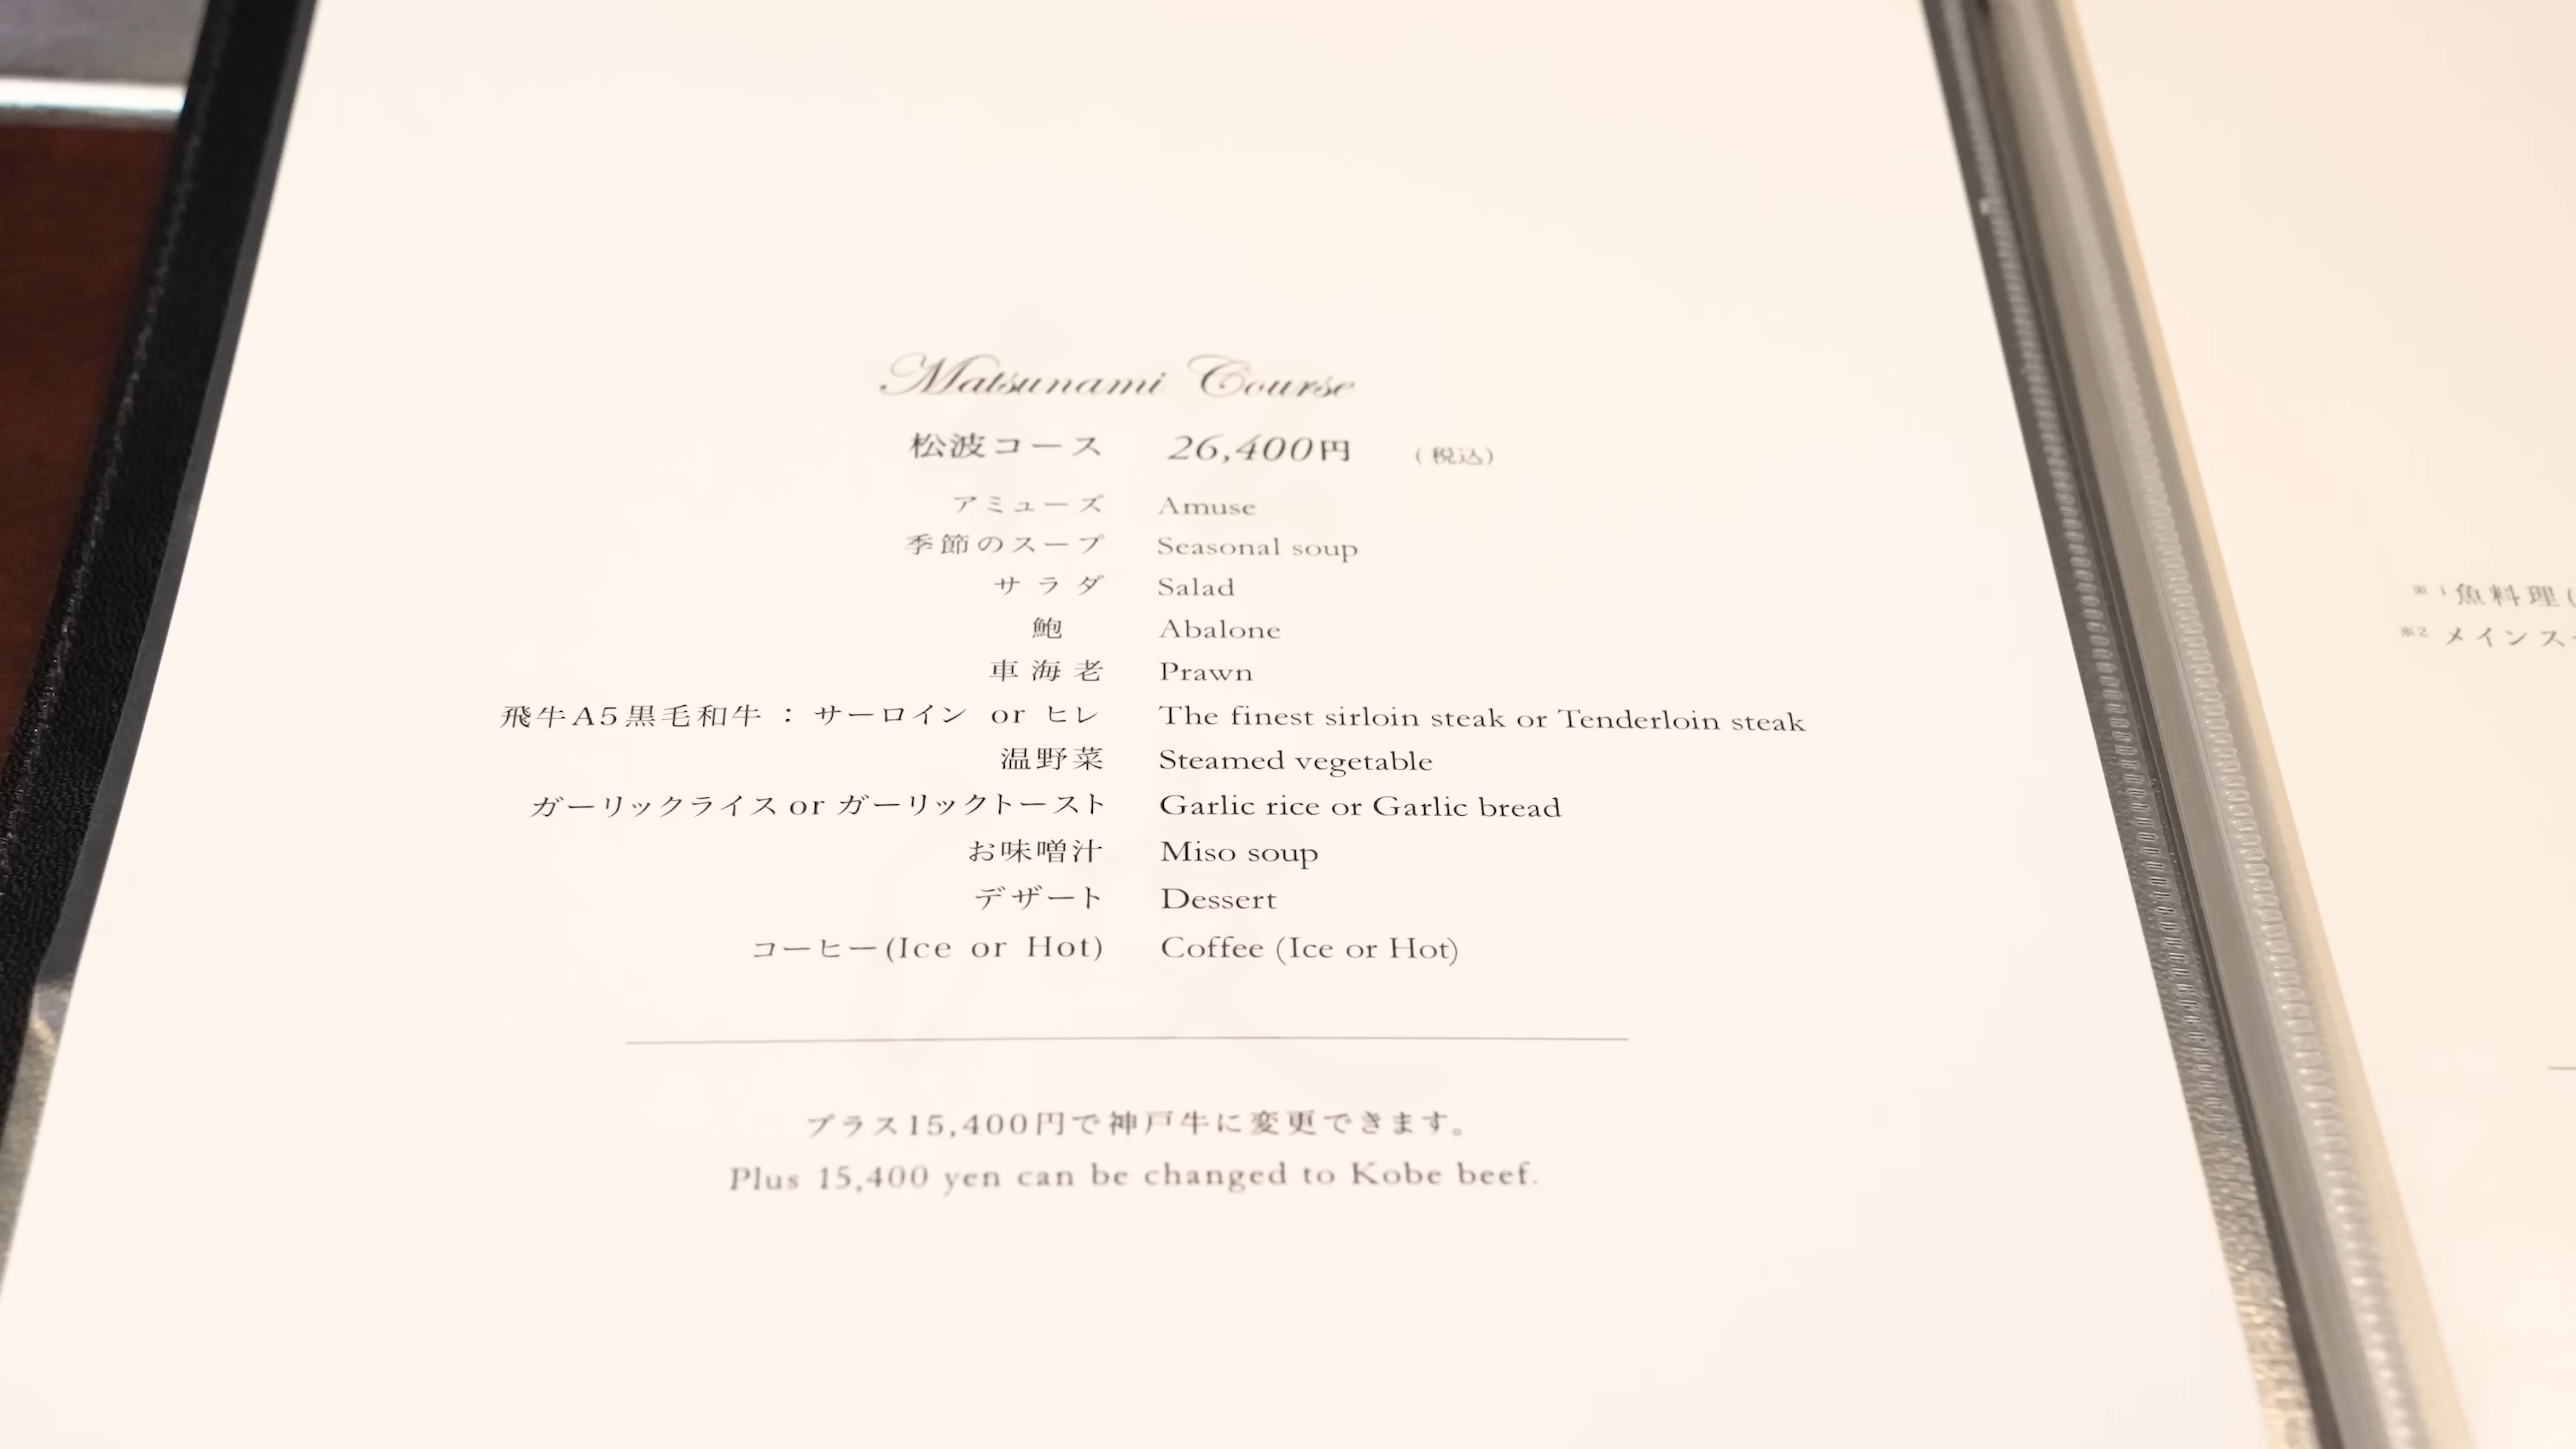 Matsunami Course
松波コース 26,400円 (税込)
アミューズ Amuse
季節のスープ Seasonal soup
サラダ Salad
鮑 Abalone
車海老 Prawn
飛牛A5黒毛和牛：サーロイン or ヒレ The finest sirloin steak or Tenderloin steak
温野菜 Steamed vegetable
ガーリックライス or ガーリックトースト Garlic rice or Garlic bread
お味噌汁 Miso soup
デザート Dessert
コーヒー(Ice or Hot) Coffee (Ice or Hot)
プラス15,400円で神戸牛に変更できます。
Plus 15,400 yen can be changed to Kobe beef.
※1魚料理(
※2 メインス